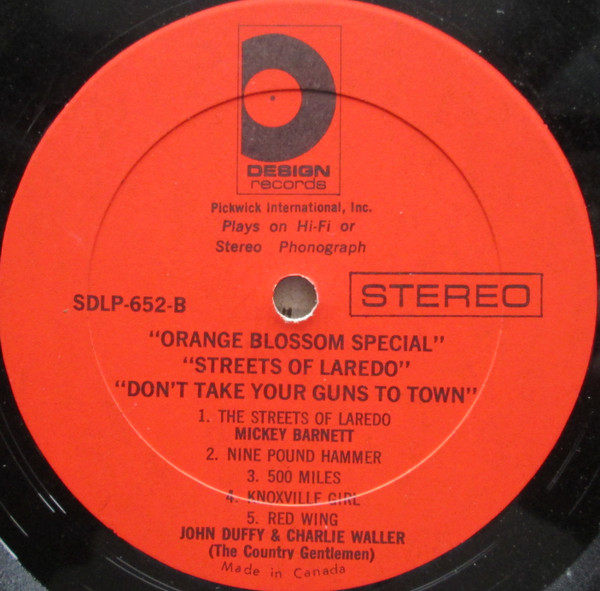 DESIGN
records
Pickwick International, Inc.
Plays on Hi-Fi or
Stereo Phonograph
SDLP-652-B
STEREO
"ORANGE BLOSSOM SPECIAL"
"STREETS OF LAREDO"
"DON'T TAKE YOUR GUNS TO TOWN"
1. THE STREETS OF LAREDO
MICKEY BARNETT
2. NINE POUND HAMMER
3. 500 MILES
4. KNOXVILLE GIRL
5. RED WING
JOHN DUFFY & CHARLIE WALLER
(The Country Gentlemen)
Made in Canada